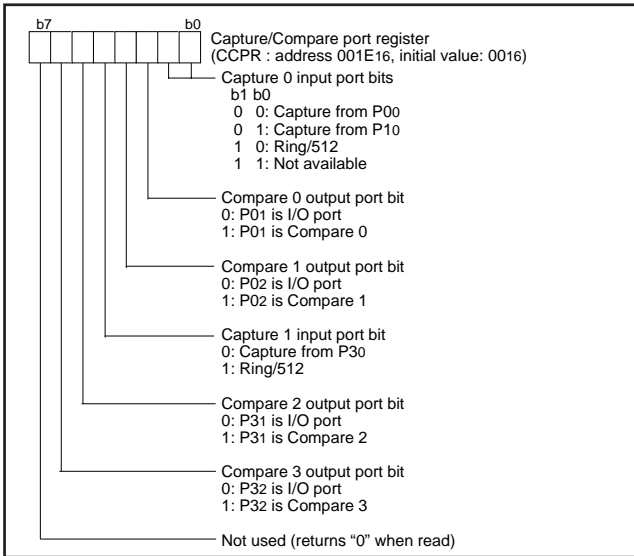 b7 b0
Capture/Compare port register
(CCPR : address 001E16, initial value: 0016)
Capture 0 input port bits
b1 b0
0 0: Capture from P00
0 1: Capture from P10
1 0: Ring/512
1 1: Not available
Compare 0 output port bit
0: P01 is I/O port
1: P01 is Compare 0
Compare 1 output port bit
0: P02 is I/O port
1: P02 is Compare 1
Capture 1 input port bit
0: Capture from P30
1: Ring/512
Compare 2 output port bit
0: P31 is I/O port
1: P31 is Compare 2
Compare 3 output port bit
0: P32 is I/O port
1: P32 is Compare 3
Not used (returns “0” when read)